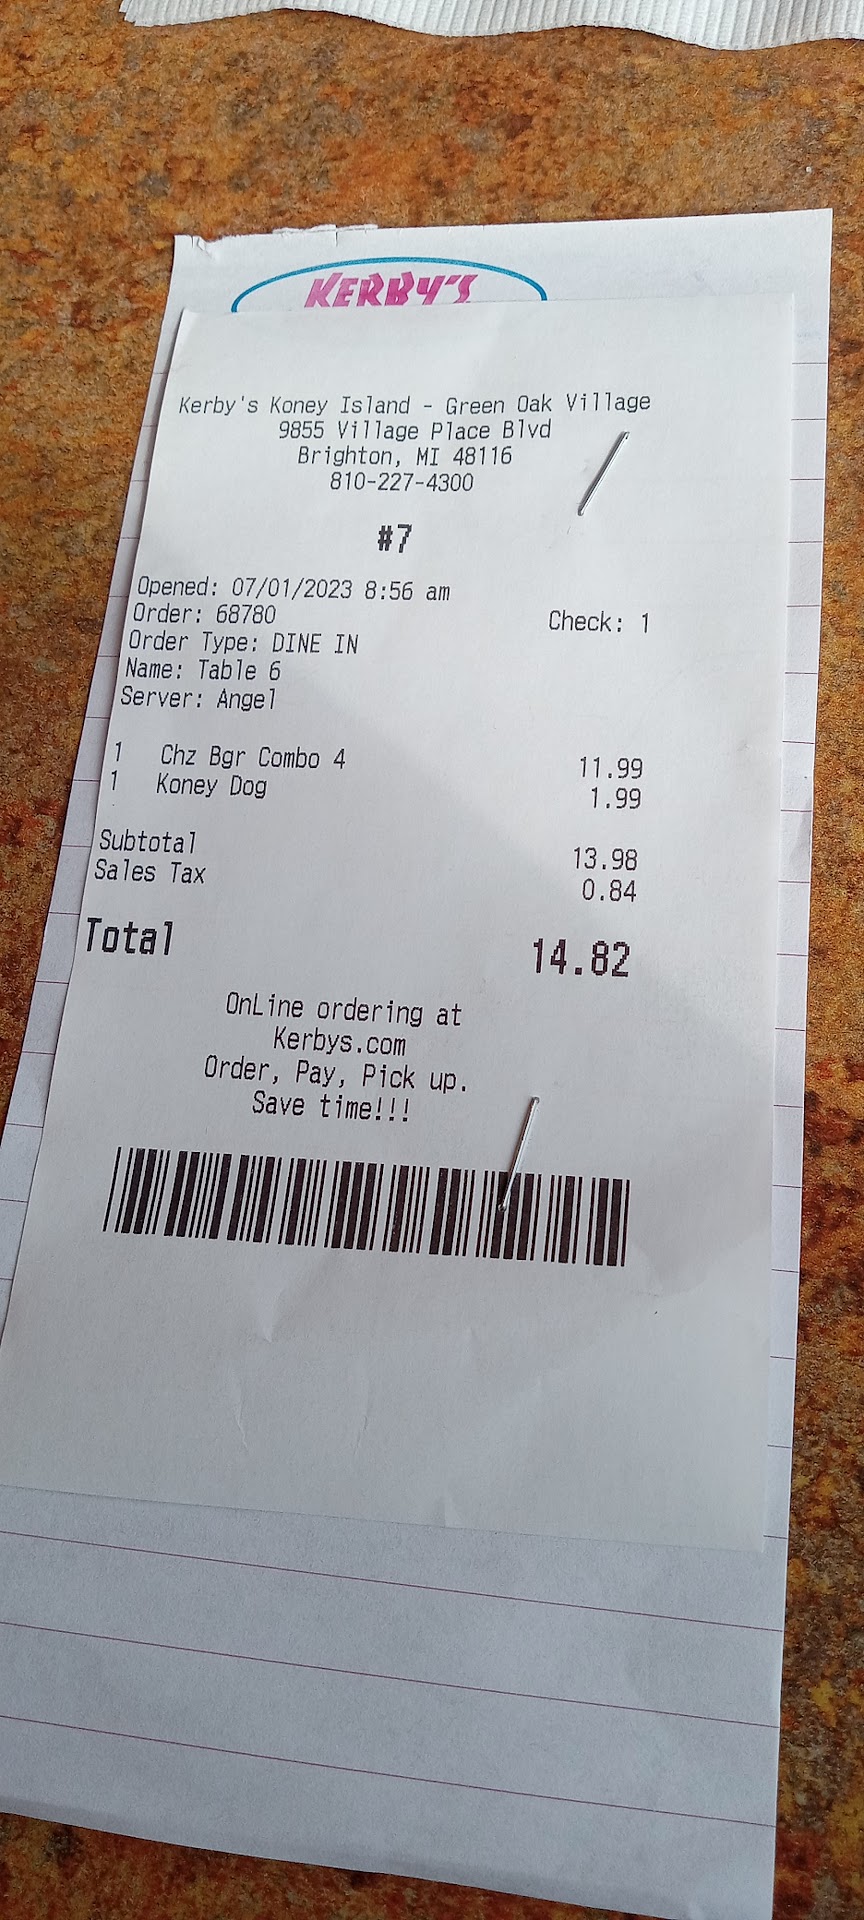 KERBY'S
Kerby's Koney Island - Green Oak Village
9855 Village Place Blvd
Brighton, MI 48116
810-227-4300
#7
Opened: 07/01/2023 8:56 am
Order: 68780 Check: 1
Order Type: DINE IN
Name: Table 6
Server: Angel
1 Chz Bgr Combo 4 11.99
1 Koney Dog 1.99
Subtotal 13.98
Sales Tax 0.84
Total 14.82
OnLine ordering at
Kerbys.com
Order, Pay, Pick up.
Save time!!!